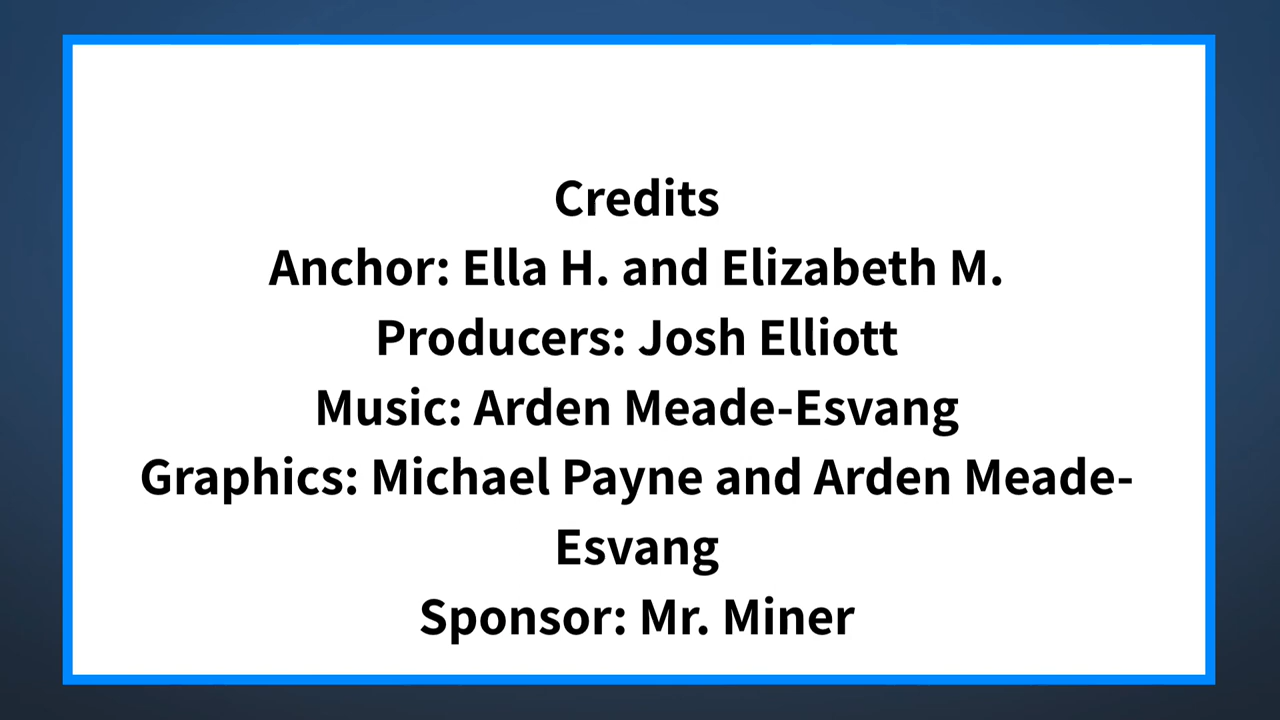 Credits
Anchor: Ella H. and Elizabeth M.
Producers: Josh Elliott
Music: Arden Meade-Esvang
Graphics: Michael Payne and Arden Meade-
Esvang
Sponsor: Mr. Miner